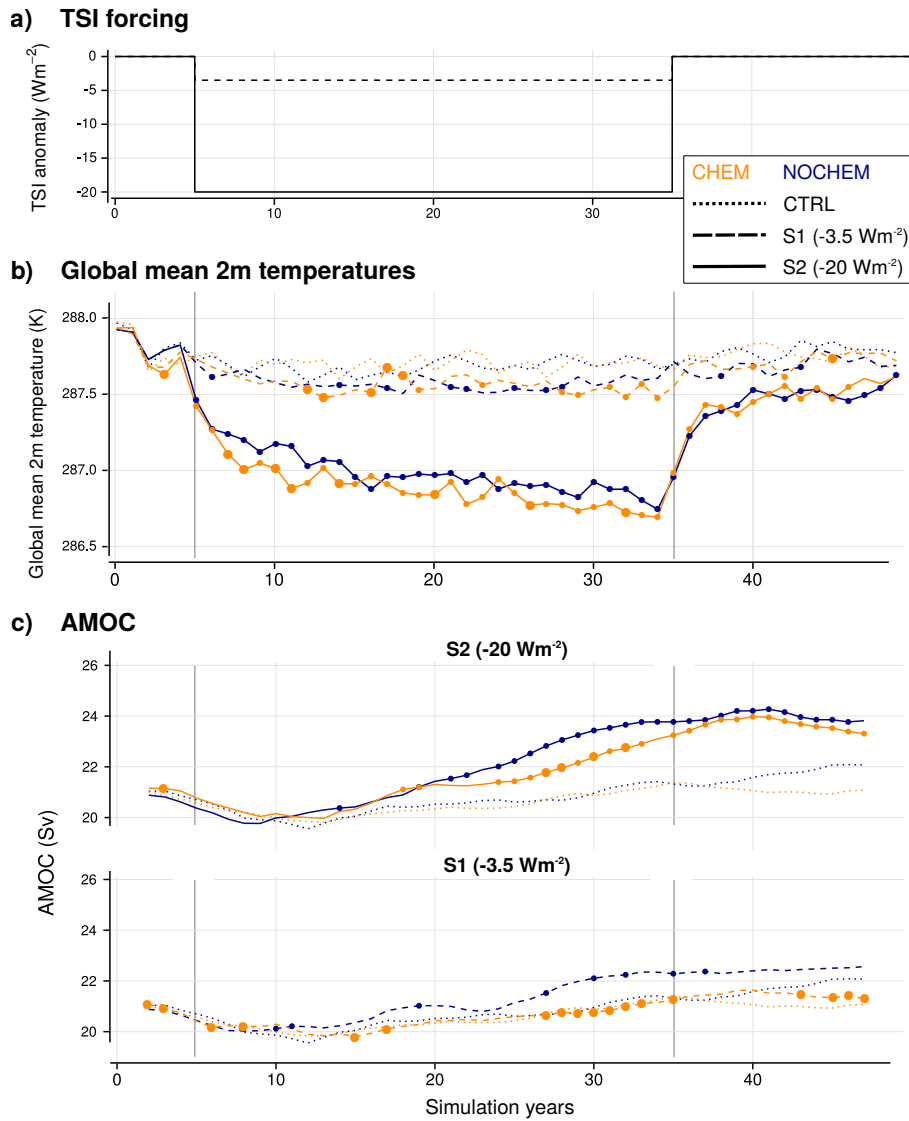 a) TSI forcing
TSI anomaly (Wm⁻²)
0
-5
-10
-15
-20
0 10 20 30
CHEM NOCHEM
CTRL
S1 (-3.5 Wm⁻²)
S2 (-20 Wm⁻²)
b) Global mean 2m temperatures
Global mean 2m temperature (K)
288.0
287.5
287.0
286.5
0 10 20 30 40
c) AMOC
AMOC (Sv)
S2 (-20 Wm⁻²)
26
24
22
20
S1 (-3.5 Wm⁻²)
26
24
22
20
0 10 20 30 40
Simulation years